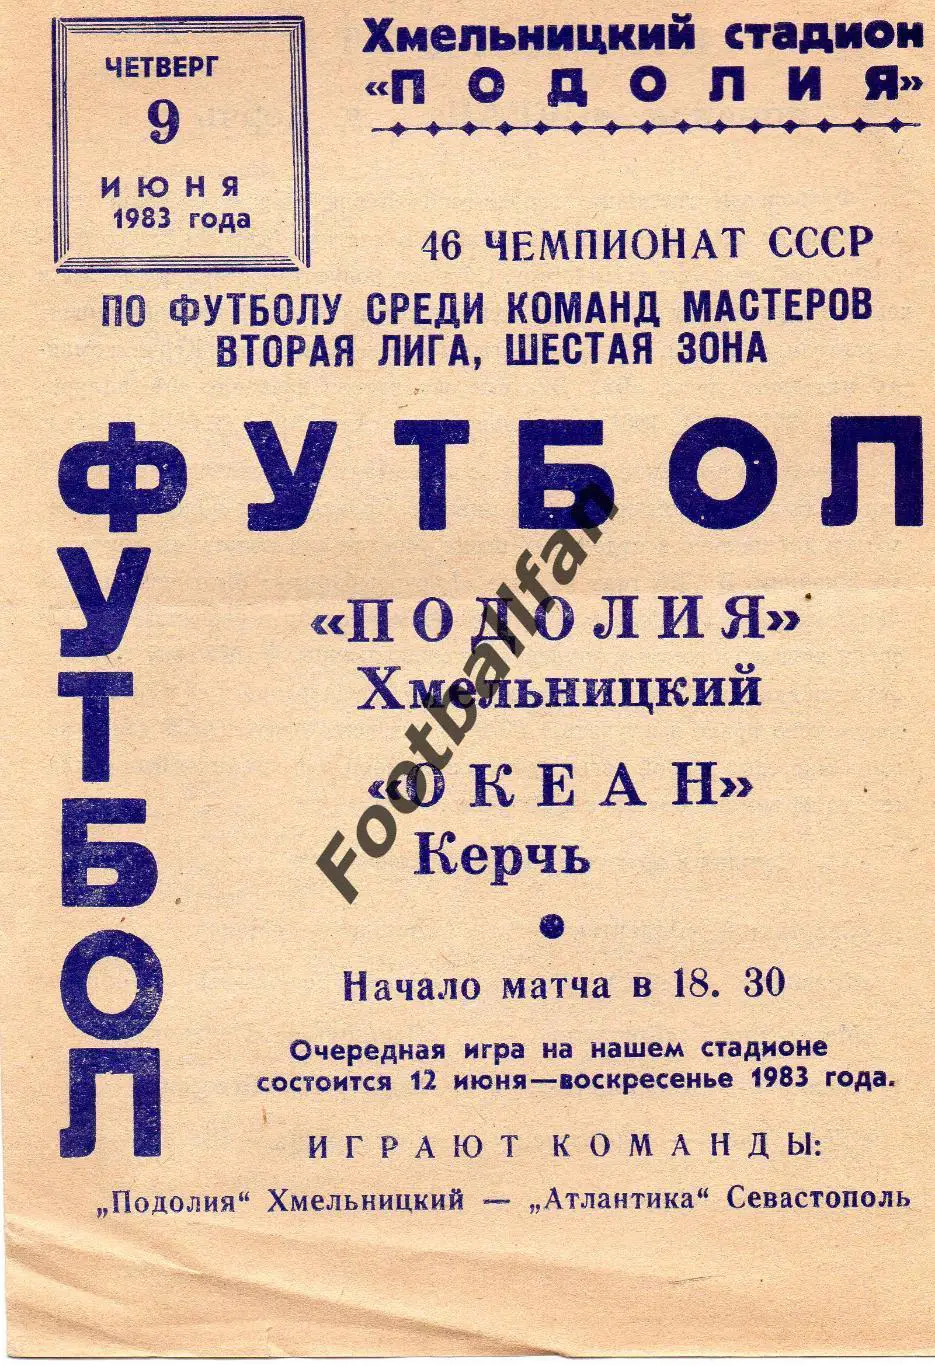 ЧЕТВЕРГ
9
ИЮНЯ
1983 года
Хмельницкий стадион
«ПОДОЛИЯ»
46 ЧЕМПИОНАТ СССР
ПО ФУТБОЛУ СРЕДИ КОМАНД МАСТЕРОВ
ВТОРАЯ ЛИГА, ШЕСТАЯ ЗОНА
ФУТБОЛ
ФУТБОЛ
«ПОДОЛИЯ»
Хмельницкий
«ОКЕАН»
Керчь
Начало матча в 18. 30
Очередная игра на нашем стадионе
состоится 12 июня—воскресенье 1983 года.
ИГРАЮТ КОМАНДЫ:
„Подолия“ Хмельницкий — „Атлантика“ Севастополь
Footballfan